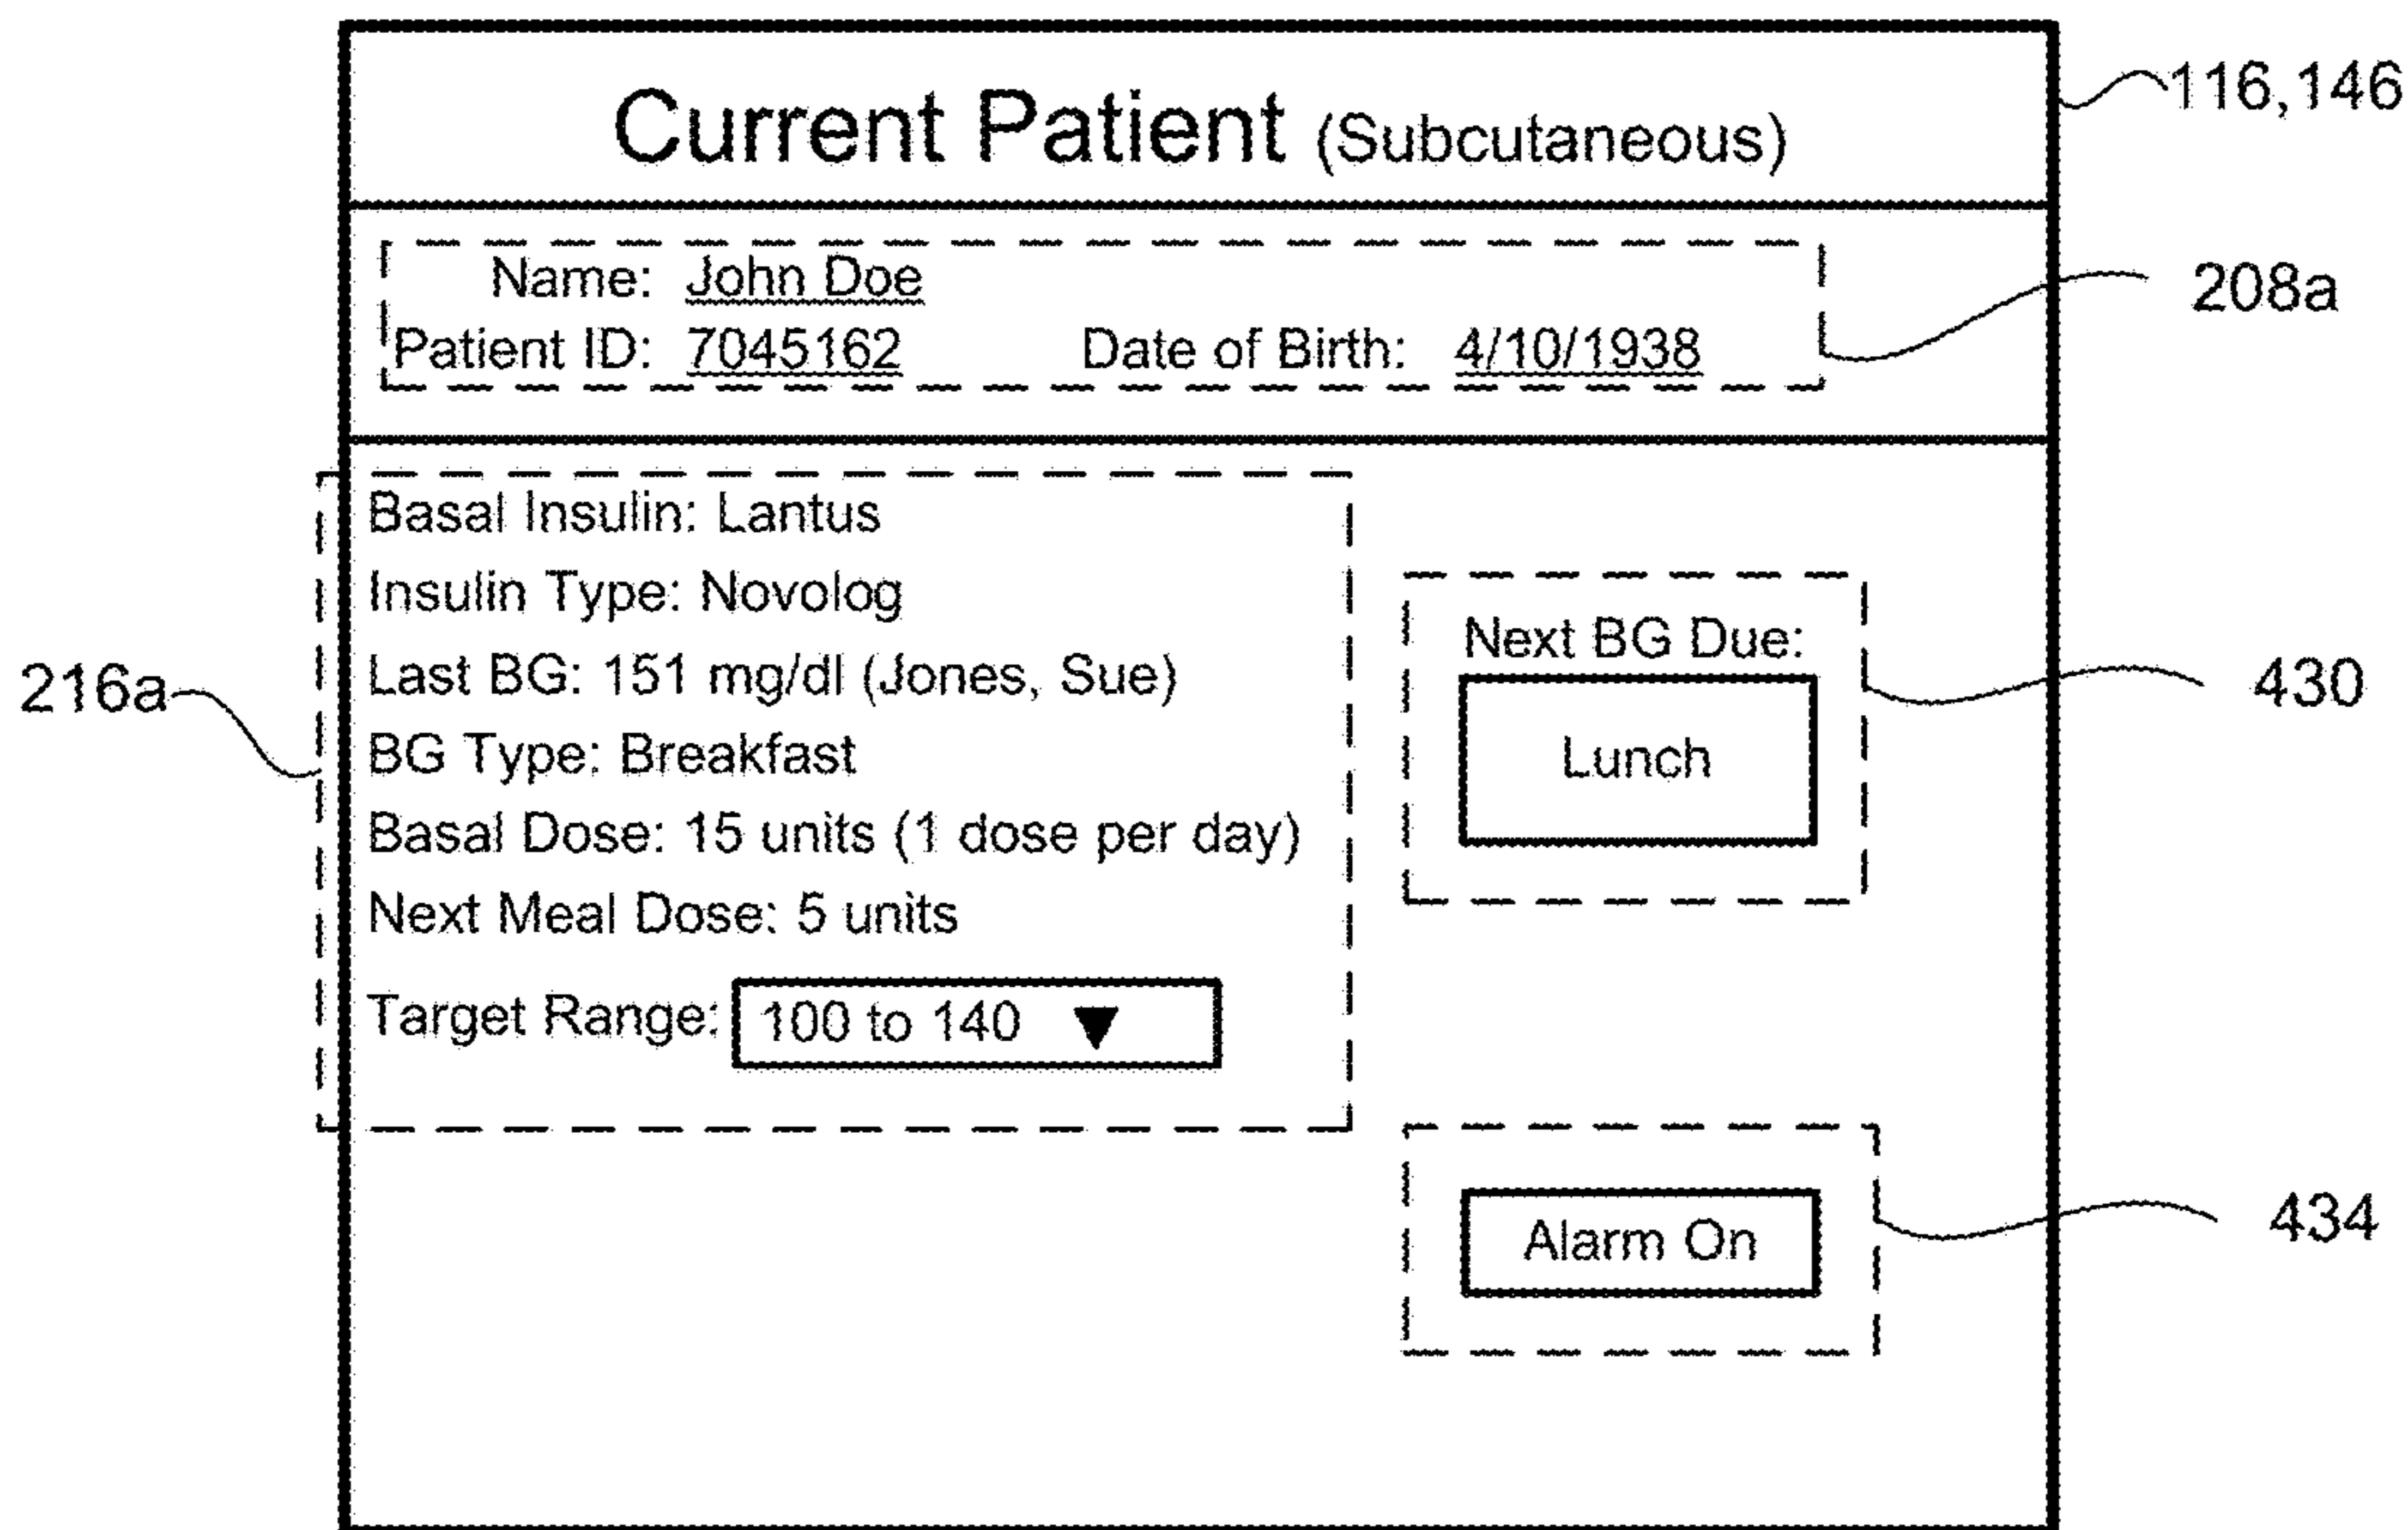 Current Patient (Subcutaneous)
116,146
Name: John Doe
208a
Patient ID: 7045162 Date of Birth: 4/10/1938
Basal Insulin: Lantus
Insulin Type: Novolog
Last BG: 151 mg/dl (Jones, Sue)
216a
BG Type: Breakfast
Basal Dose: 15 units (1 dose per day)
Next Meal Dose: 5 units
Target Range: 100 to 140 ▼
Next BG Due:
430
Lunch
Alarm On
434